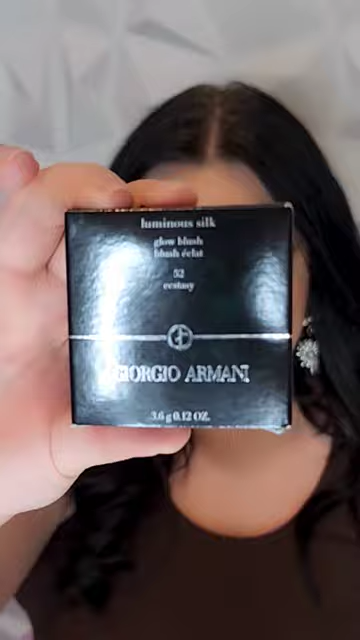 luminous silk
glow blush
blush éclat
52
ecstasy
GIORGIO ARMANI
3.6 g 0.12 OZ.